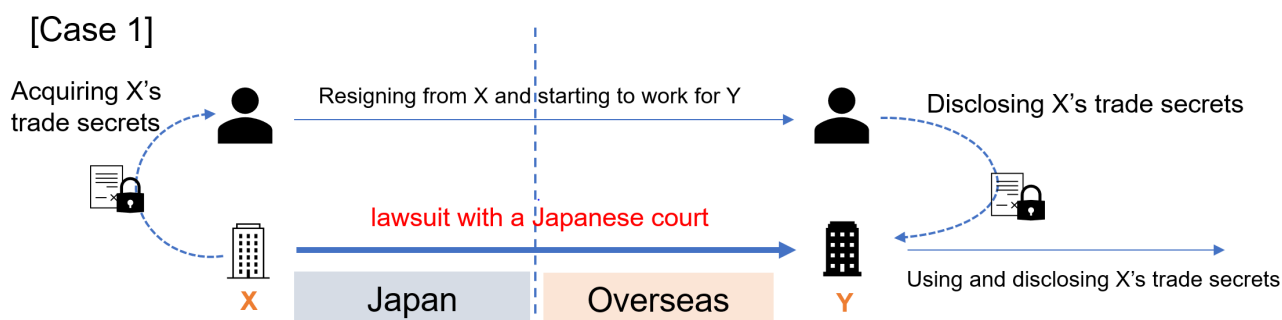 [Case 1]
Acquiring X's
trade secrets
Resigning from X and starting to work for Y
Disclosing X's trade secrets
lawsuit with a Japanese court
X
Japan
Overseas
Y
Using and disclosing X's trade secrets